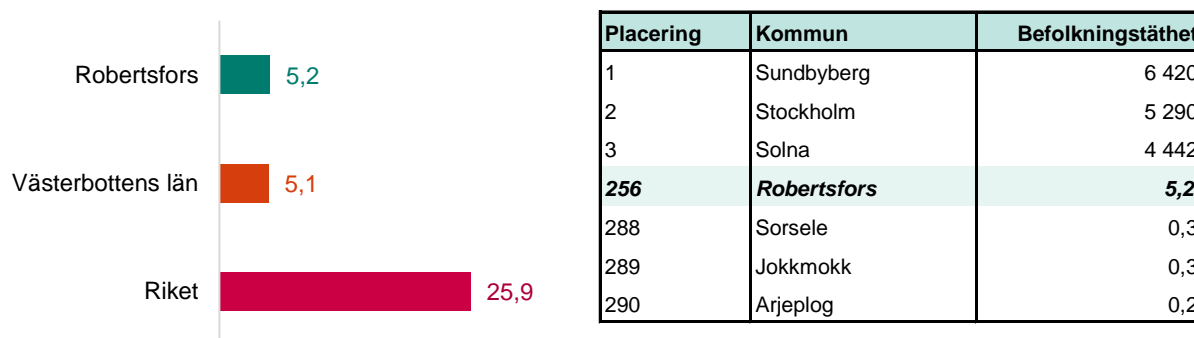 Robertsfors 5,2
Västerbottens län 5,1
Riket 25,9
Placering Kommun Befolkningstäthet
1 Sundbyberg 6 420
2 Stockholm 5 290
3 Solna 4 442
256 Robertsfors 5,2
288 Sorsele 0,3
289 Jokkmokk 0,3
290 Arjeplog 0,2